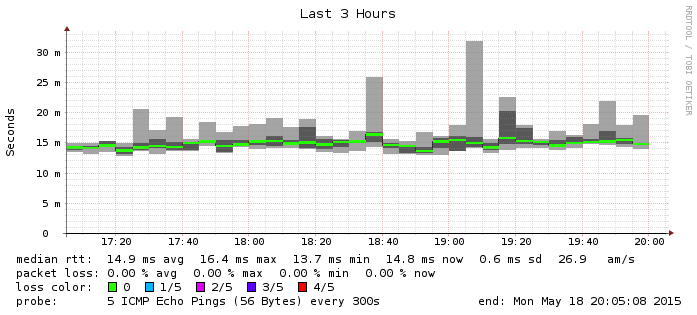 Last 3 Hours
RRDTOOL / TOBI OETIKER
Seconds
30 m
25 m
20 m
15 m
10 m
5 m
0
17:20 17:40 18:00 18:20 18:40 19:00 19:20 19:40 20:00
median rtt: 14.9 ms avg 16.4 ms max 13.7 ms min 14.8 ms now 0.6 ms sd 26.9 am/s
packet loss: 0.00 % avg 0.00 % max 0.00 % min 0.00 % now
loss color: 0 1/5 2/5 3/5 4/5
probe: 5 ICMP Echo Pings (56 Bytes) every 300s end: Mon May 18 20:05:08 2015